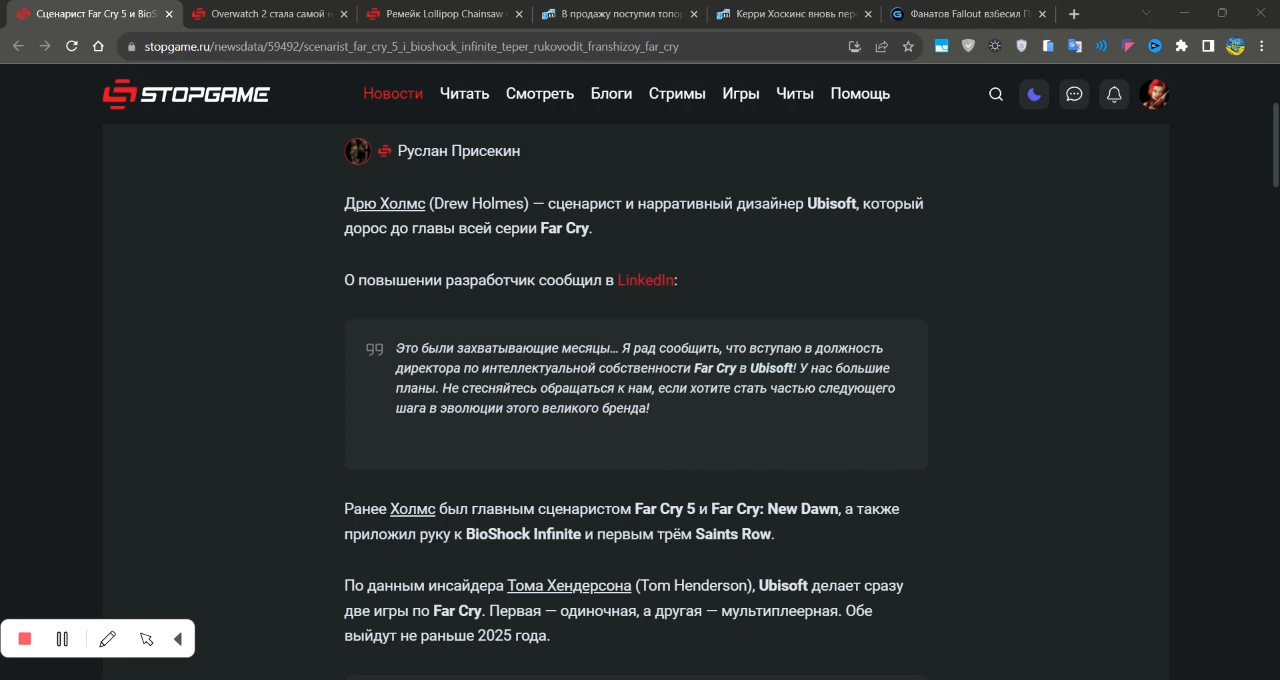 Сценарист Far Cry 5 и BioS
Overwatch 2 стала самой н
Ремейк Lollipop Chainsaw
В продажу поступил топо
Керри Хоскинс вновь пер
Фанатов Fallout взбесил П
stopgame.ru/newsdata/59492/scenarist_far_cry_5_i_bioshock_infinite_teper_rukovodit_franshizoy_far_cry
STOPGAME
Новости
Читать
Смотреть
Блоги
Стримы
Игры
Читы
Помощь
Руслан Присекин
Дрю Холмс (Drew Holmes) — сценарист и нарративный дизайнер Ubisoft, который
дорос до главы всей серии Far Cry.
О повышении разработчик сообщил в LinkedIn:
Это были захватывающие месяцы... Я рад сообщить, что вступаю в должность
директора по интеллектуальной собственности Far Cry в Ubisoft! У нас большие
планы. Не стесняйтесь обращаться к нам, если хотите стать частью следующего
шага в эволюции этого великого бренда!
Ранее Холмс был главным сценаристом Far Cry 5 и Far Cry: New Dawn, а также
приложил руку к BioShock Infinite и первым трём Saints Row.
По данным инсайдера Тома Хендерсона (Tom Henderson), Ubisoft делает сразу
две игры по Far Cry. Первая — одиночная, а другая — мультиплеерная. Обе
выйдут не раньше 2025 года.